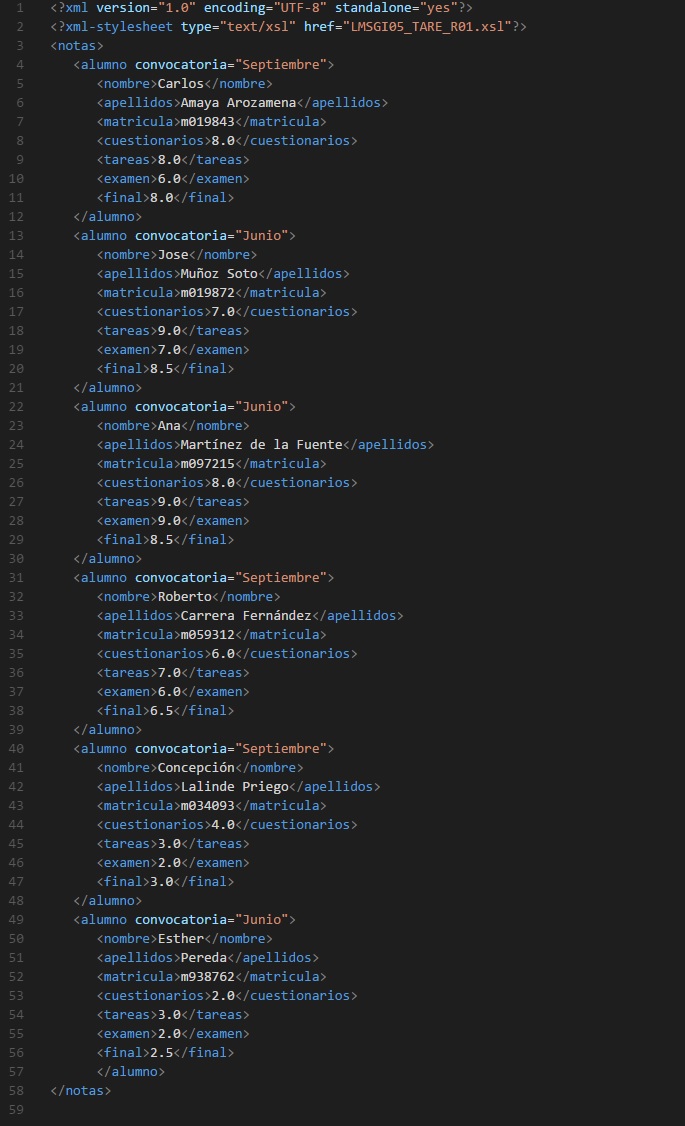 1 <?xml version="1.0" encoding="UTF-8" standalone="yes"?>
2 <?xml-stylesheet type="text/xsl" href="LMSGI05_TARE_R01.xsl"?>
3 <notas>
4 <alumno convocatoria="Septiembre">
5 <nombre>Carlos</nombre>
6 <apellidos>Amaya Arozamena</apellidos>
7 <matricula>m019843</matricula>
8 <cuestionarios>8.0</cuestionarios>
9 <tareas>8.0</tareas>
10 <examen>6.0</examen>
11 <final>8.0</final>
12 </alumno>
13 <alumno convocatoria="Junio">
14 <nombre>Jose</nombre>
15 <apellidos>Muñoz Soto</apellidos>
16 <matricula>m019872</matricula>
17 <cuestionarios>7.0</cuestionarios>
18 <tareas>9.0</tareas>
19 <examen>7.0</examen>
20 <final>8.5</final>
21 </alumno>
22 <alumno convocatoria="Junio">
23 <nombre>Ana</nombre>
24 <apellidos>Martínez de la Fuente</apellidos>
25 <matricula>m097215</matricula>
26 <cuestionarios>8.0</cuestionarios>
27 <tareas>9.0</tareas>
28 <examen>9.0</examen>
29 <final>8.5</final>
30 </alumno>
31 <alumno convocatoria="Septiembre">
32 <nombre>Roberto</nombre>
33 <apellidos>Carrera Fernández</apellidos>
34 <matricula>m059312</matricula>
35 <cuestionarios>6.0</cuestionarios>
36 <tareas>7.0</tareas>
37 <examen>6.0</examen>
38 <final>6.5</final>
39 </alumno>
40 <alumno convocatoria="Septiembre">
41 <nombre>Concepción</nombre>
42 <apellidos>Lalinde Priego</apellidos>
43 <matricula>m034093</matricula>
44 <cuestionarios>4.0</cuestionarios>
45 <tareas>3.0</tareas>
46 <examen>2.0</examen>
47 <final>3.0</final>
48 </alumno>
49 <alumno convocatoria="Junio">
50 <nombre>Esther</nombre>
51 <apellidos>Pereda</apellidos>
52 <matricula>m938762</matricula>
53 <cuestionarios>2.0</cuestionarios>
54 <tareas>3.0</tareas>
55 <examen>2.0</examen>
56 <final>2.5</final>
57 </alumno>
58 </notas>
59